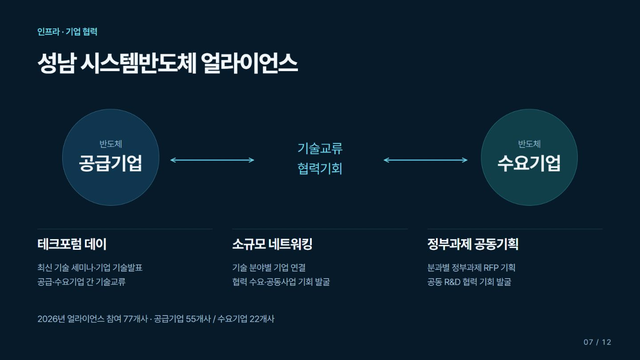 인프라 · 기업 협력
성남 시스템반도체 얼라이언스
반도체
공급기업
기술교류
협력기회
반도체
수요기업
테크포럼 데이
최신 기술 세미나·기업 기술발표
공급·수요기업 간 기술교류
소규모 네트워킹
기술 분야별 기업 연결
협력 수요·공동사업 기회 발굴
정부과제 공동기획
분과별 정부과제 RFP 기획
공동 R&D 협력 기회 발굴
2026년 얼라이언스 참여 77개사 · 공급기업 55개사 / 수요기업 22개사
07 / 12